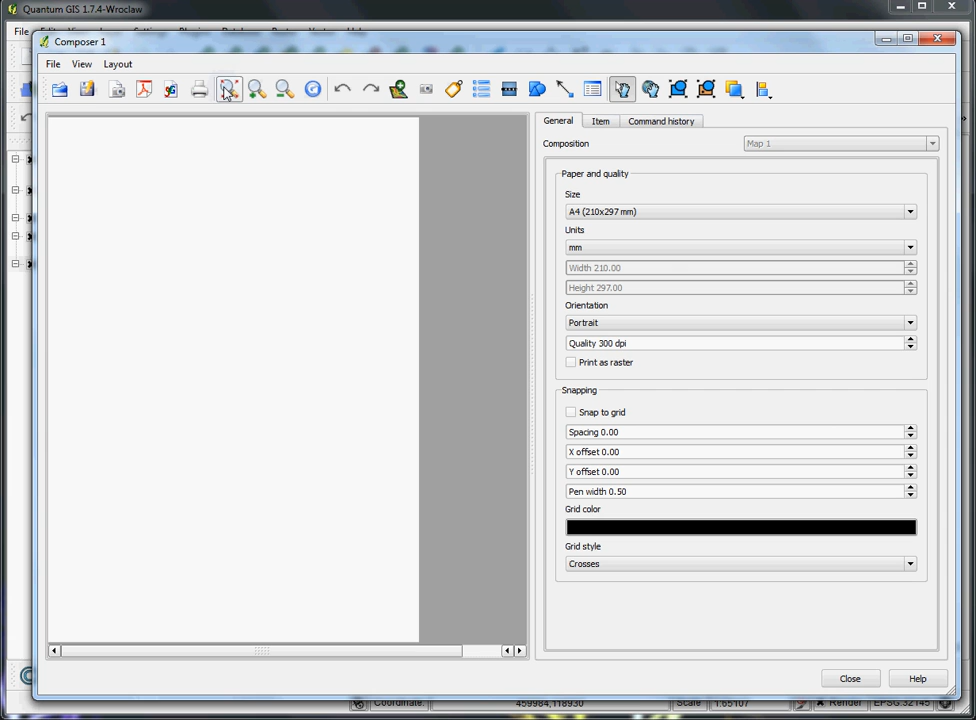 Quantum GIS 1.7.4-Wroclaw
File
Composer 1
File View Layout
General Item Command history
Composition Map 1
Paper and quality
Size
A4 (210x297 mm)
Units
mm
Width 210.00
Height 297.00
Orientation
Portrait
Quality 300 dpi
Print as raster
Snapping
Snap to grid
Spacing 0.00
X offset 0.00
Y offset 0.00
Pen width 0.50
Grid color
Grid style
Crosses
Close Help
Coordinate: 459984,118930 Scale 1:65107 Render EPSG:32145